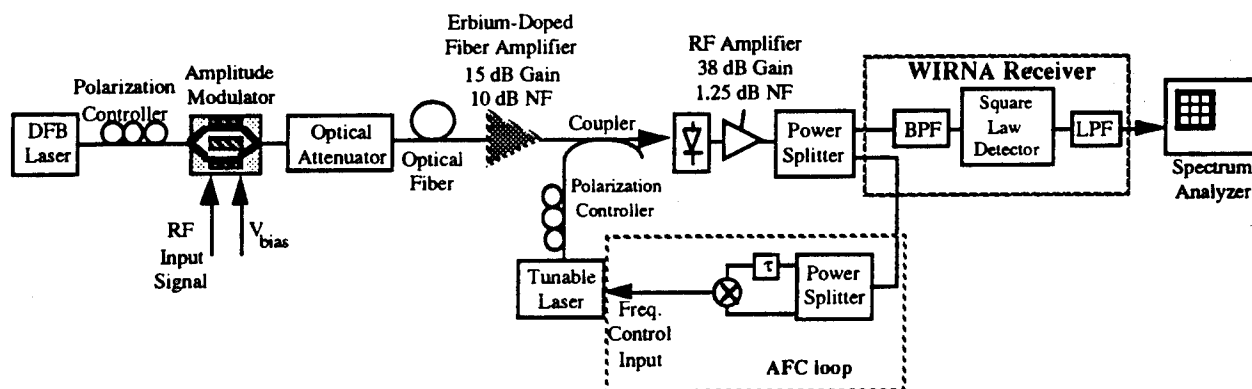 Erbium-Doped
Fiber Amplifier
15 dB Gain
10 dB NF
RF Amplifier
38 dB Gain
1.25 dB NF
Polarization
Controller
Amplitude
Modulator
WIRNA Receiver
DFB
Laser
Optical
Attenuator
Optical
Fiber
Coupler
Power
Splitter
BPF
Square
Law
Detector
LPF
Spectrum
Analyzer
RF
Input
Signal
Vbias
Polarization
Controller
Tunable
Laser
Freq.
Control
Input
τ
Power
Splitter
AFC loop